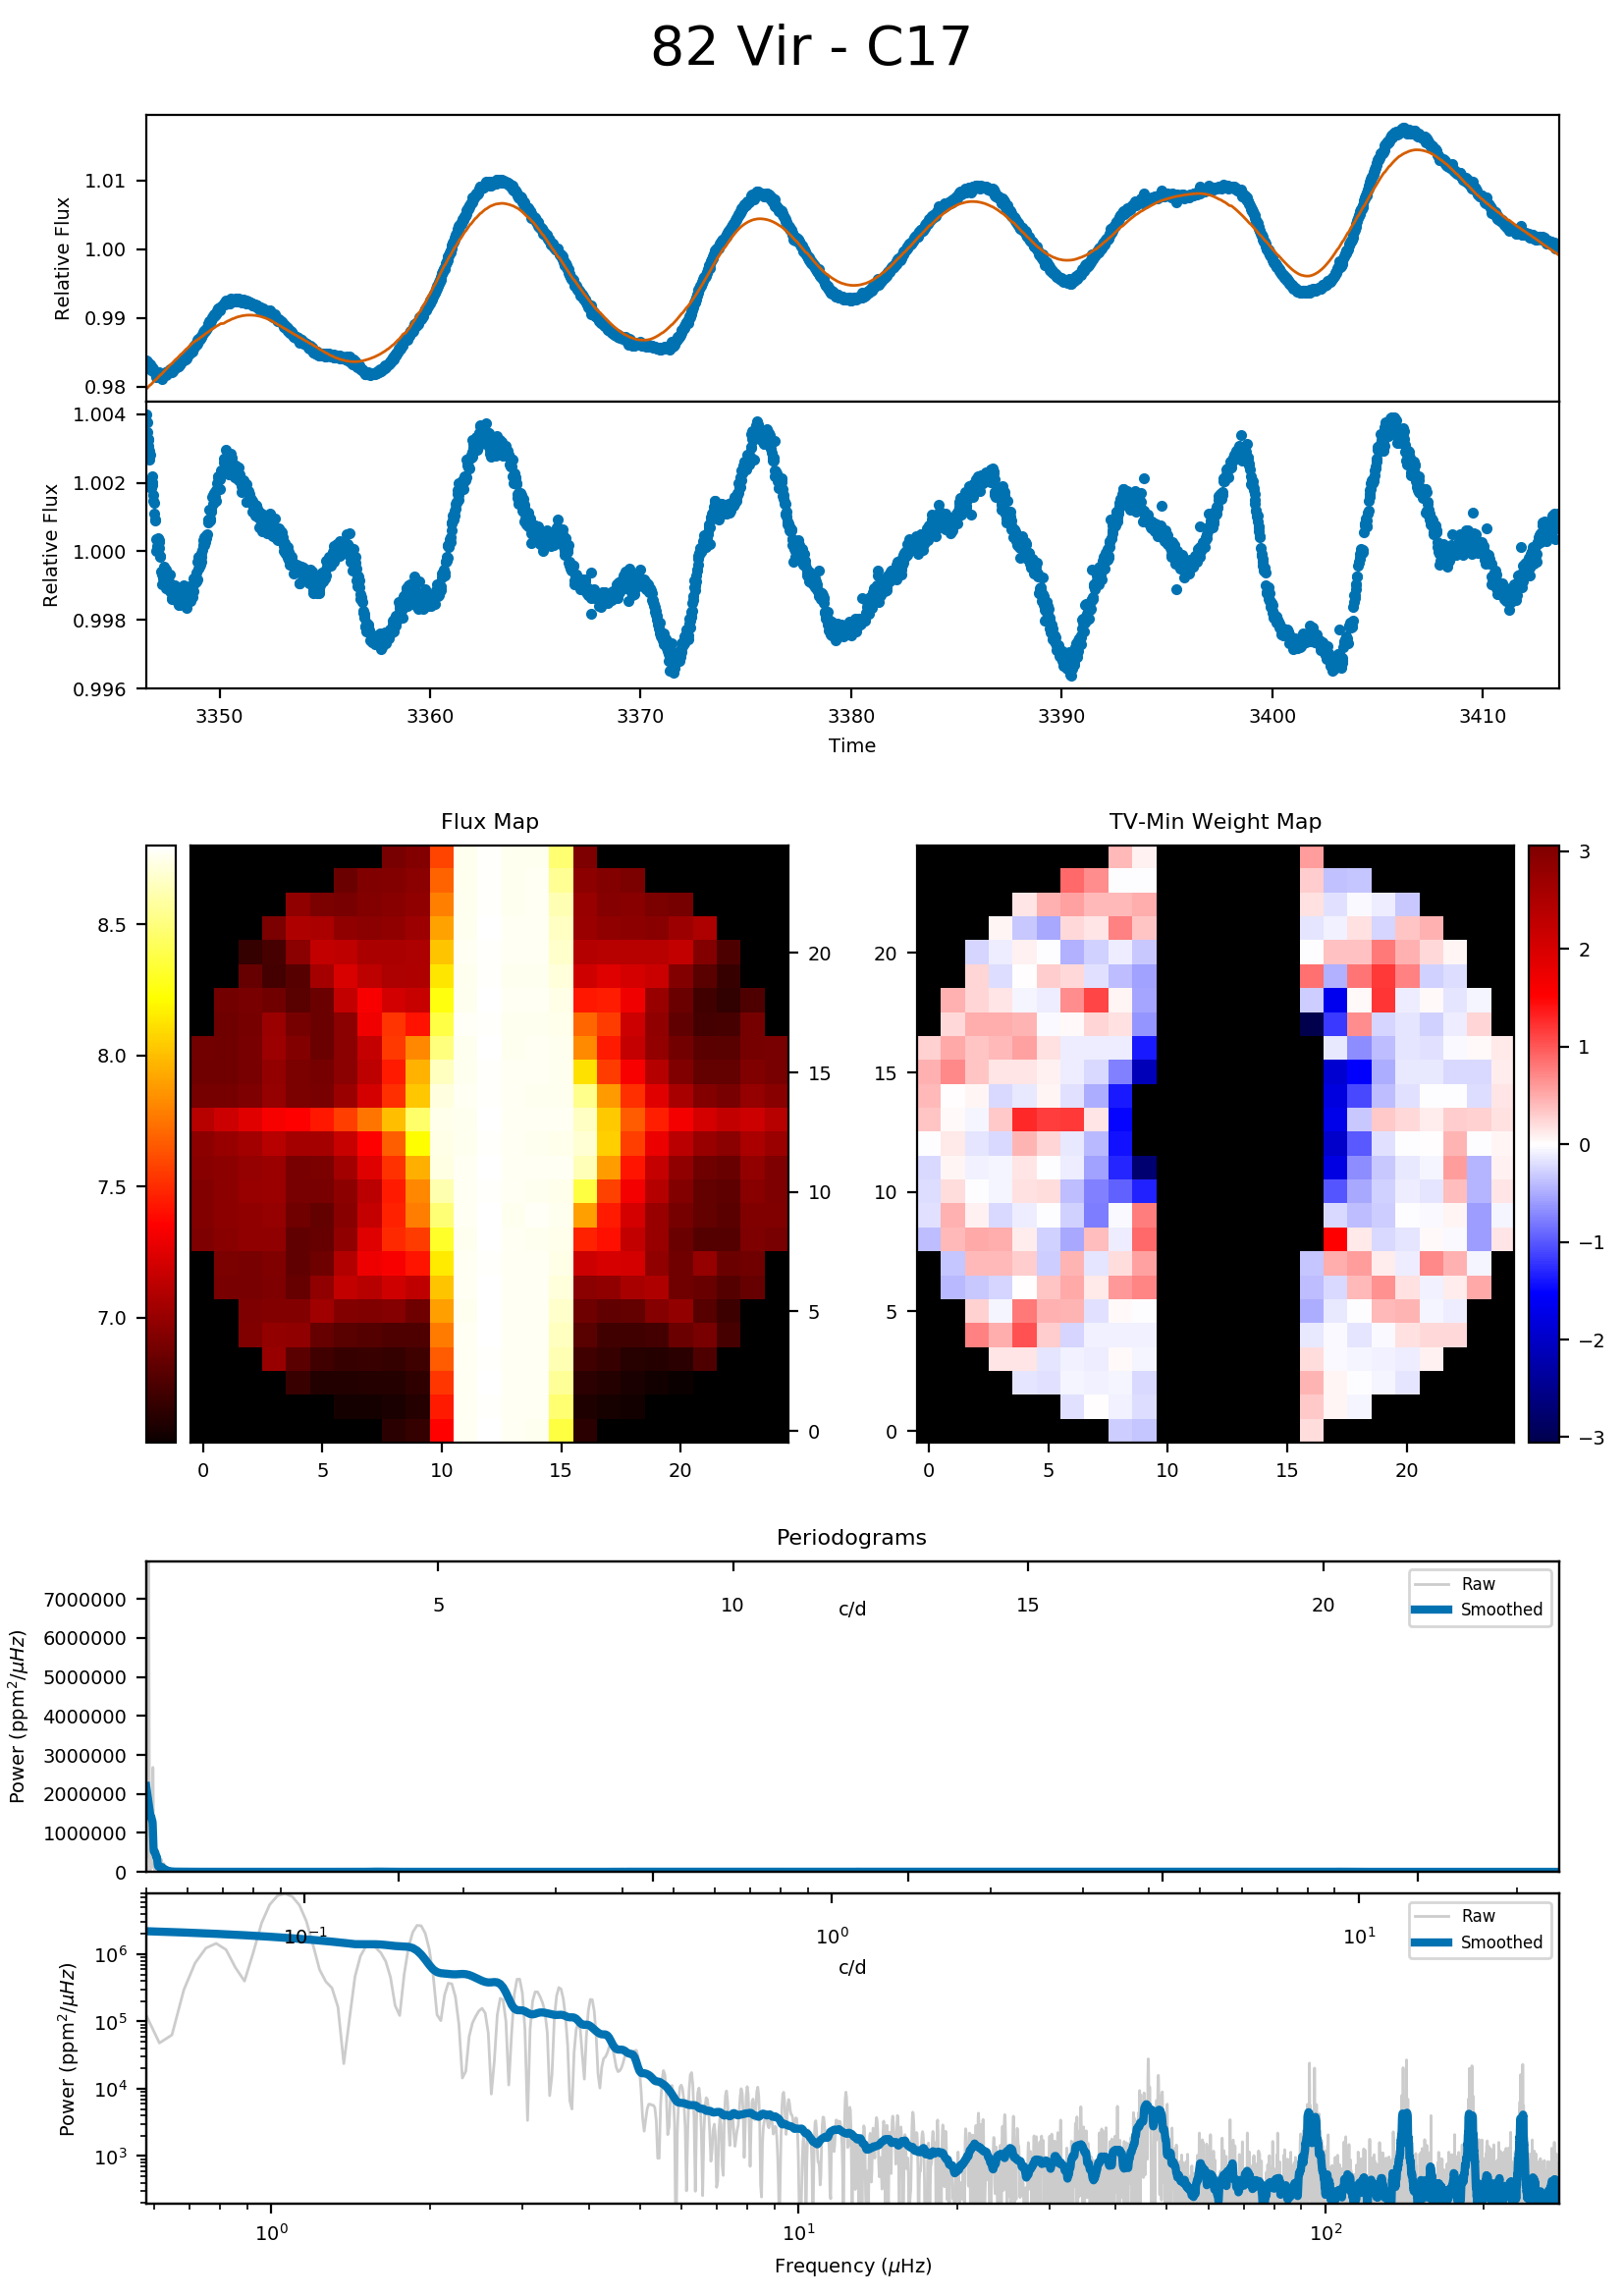 82 Vir - C17
Relative Flux
1.01
1.00
0.99
0.98
Relative Flux
1.004
1.002
1.000
0.998
0.996
3350 3360 3370 3380 3390 3400 3410
Time
Flux Map
8.5
8.0
7.5
7.0
20
15
10
5
0
0 5 10 15 20
TV-Min Weight Map
20
15
10
5
0
0 5 10 15 20
3
2
1
0
−1
−2
−3
Periodograms
Power (ppm²/μHz)
7000000
6000000
5000000
4000000
3000000
2000000
1000000
0
5 10 15 20
c/d
Raw
Smoothed
Power (ppm²/μHz)
10⁶
10⁵
10⁴
10³
10⁻¹ 10⁰ 10¹
c/d
Raw
Smoothed
10⁰ 10¹ 10²
Frequency (μHz)